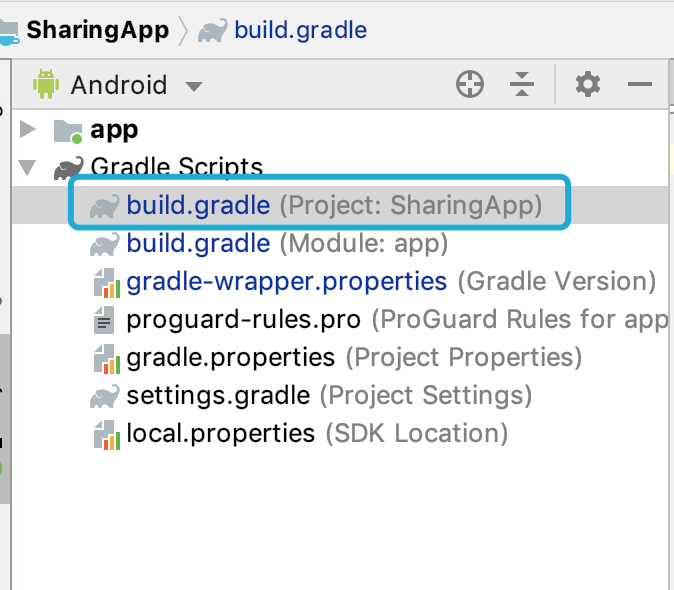 SharingApp build.gradle
Android
app
Gradle Scripts
build.gradle (Project: SharingApp)
build.gradle (Module: app)
gradle-wrapper.properties (Gradle Version)
proguard-rules.pro (ProGuard Rules for app
gradle.properties (Project Properties)
settings.gradle (Project Settings)
local.properties (SDK Location)